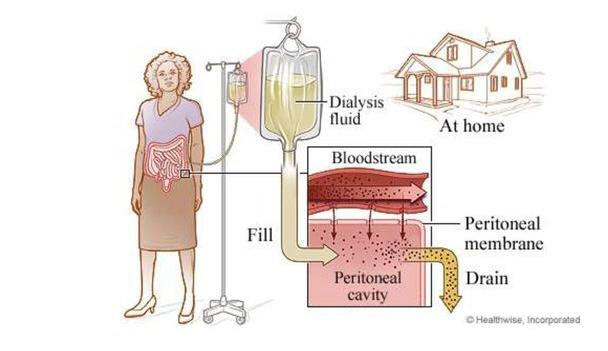 Dialysis
fluid
At home
Bloodstream
Fill
Peritoneal
membrane
Peritoneal
cavity
Drain
© Healthwise, Incorporated